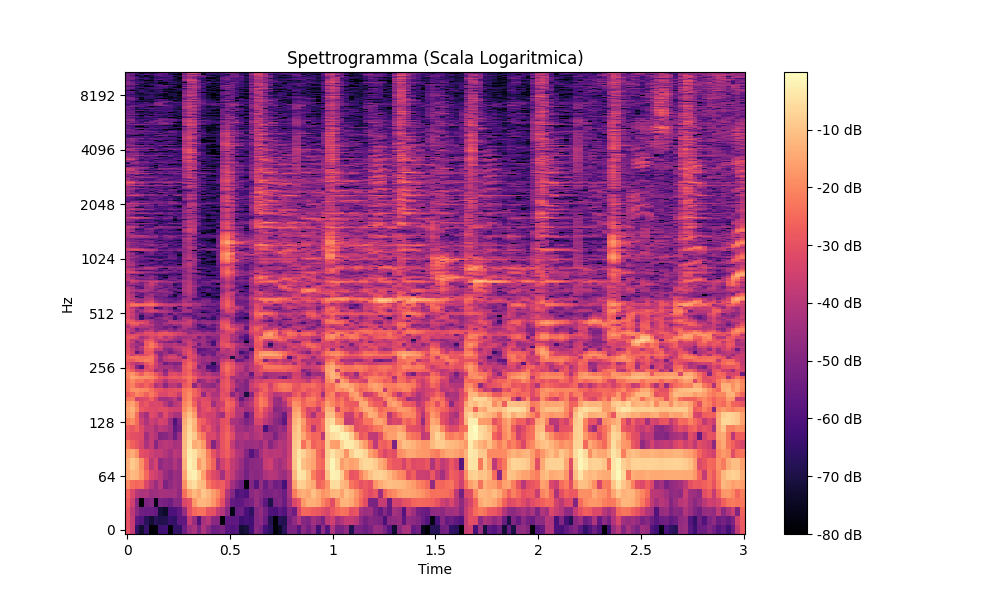 Spettrogramma (Scala Logaritmica)
Hz
8192
4096
2048
1024
512
256
128
64
0
0 0.5 1 1.5 2 2.5 3
Time
-10 dB
-20 dB
-30 dB
-40 dB
-50 dB
-60 dB
-70 dB
-80 dB